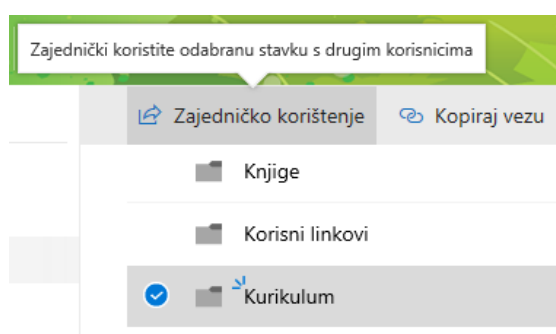 Zajednički koristite odabranu stavku s drugim korisnicima
Zajedničko korištenje Kopiraj vezu
Knjige
Korisni linkovi
Kurikulum